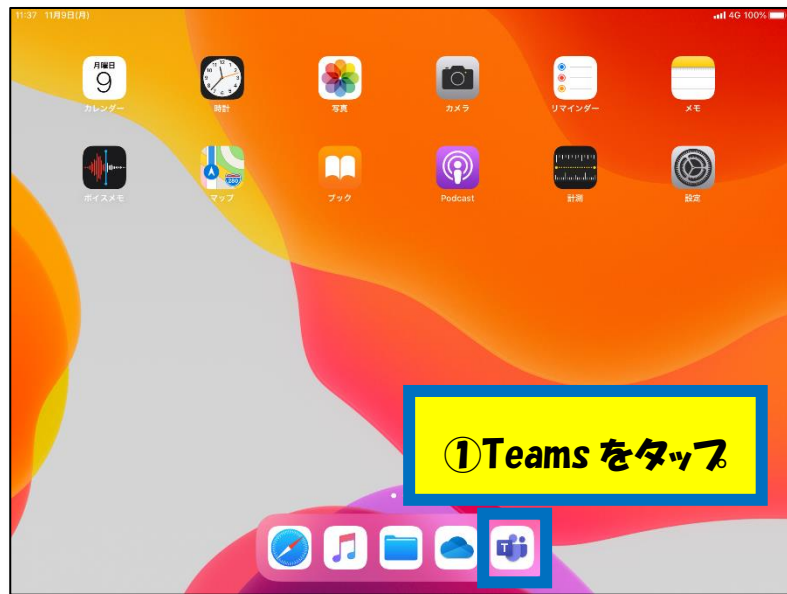 11:37 11月9日(月)
4G 100%
月曜日
9
カレンダー
時計
写真
カメラ
リマインダー
メモ
ボイスメモ
マップ
ブック
Podcast
計測
設定
①Teams をタップ